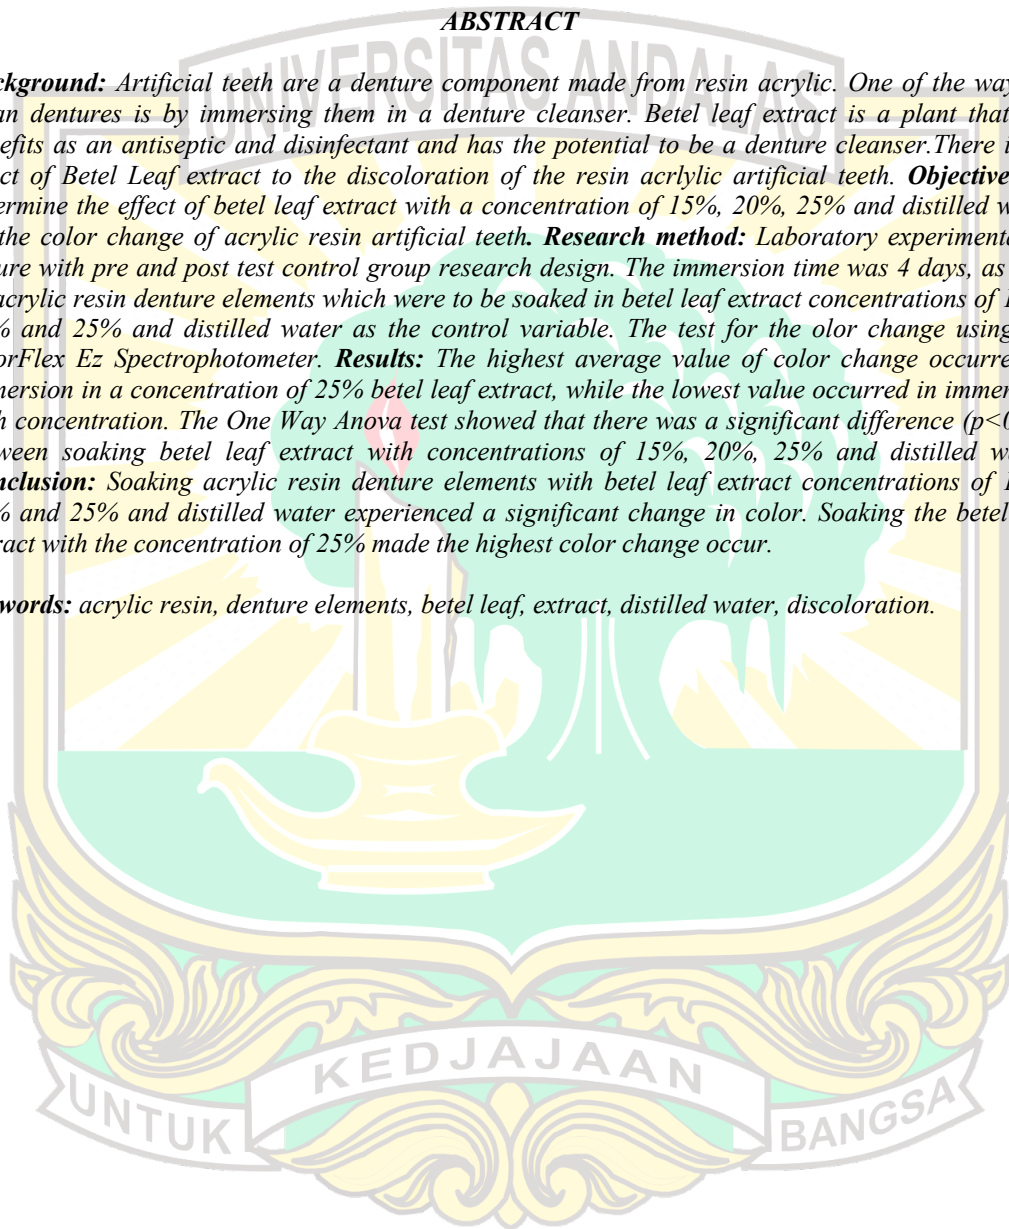 ABSTRACT
UNIVERSITAS ANDALAS
ckground: Artificial teeth are a denture component made from resin acrylic. One of the way
an dentures is by immersing them in a denture cleanser. Betel leaf extract is a plant that
efits as an antiseptic and disinfectant and has the potential to be a denture cleanser.There i
ct of Betel Leaf extract to the discoloration of the resin acrlylic artificial teeth. Objective
ermine the effect of betel leaf extract with a concentration of 15%, 20%, 25% and distilled w
the color change of acrylic resin artificial teeth. Research method: Laboratory experimenta
ure with pre and post test control group research design. The immersion time was 4 days, as
acrylic resin denture elements which were to be soaked in betel leaf extract concentrations of 1
% and 25% and distilled water as the control variable. The test for the olor change using
orFlex Ez Spectrophotometer. Results: The highest average value of color change occurre
mersion in a concentration of 25% betel leaf extract, while the lowest value occurred in immer
h concentration. The One Way Anova test showed that there was a significant difference (p<0
ween soaking betel leaf extract with concentrations of 15%, 20%, 25% and distilled wa
nclusion: Soaking acrylic resin denture elements with betel leaf extract concentrations of 1
% and 25% and distilled water experienced a significant change in color. Soaking the betel
ract with the concentration of 25% made the highest color change occur.
words: acrylic resin, denture elements, betel leaf, extract, distilled water, discoloration.
UNTUK KEDJAJAAN BANGSA